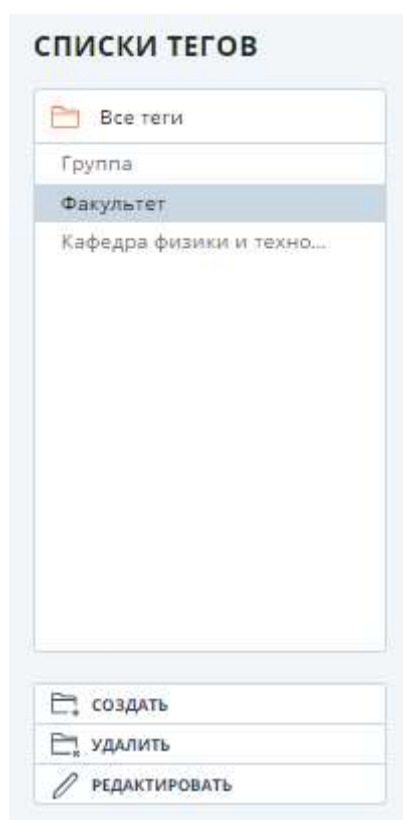 СПИСКИ ТЕГОВ
Все теги
Группа
Факультет
Кафедра физики и техно...
СОЗДАТЬ
УДАЛИТЬ
РЕДАКТИРОВАТЬ